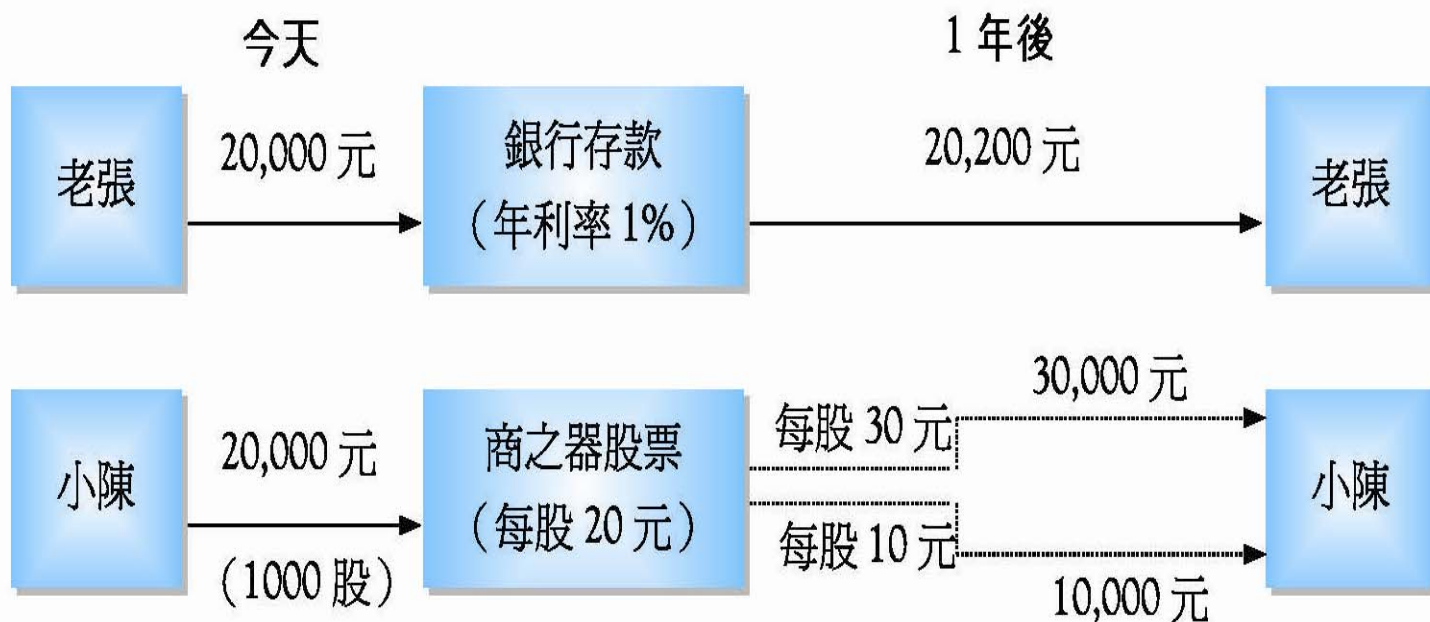 今天
1 年後
老張
20,000 元
銀行存款
（年利率 1%）
20,200 元
老張
小陳
20,000 元
（1000 股）
商之器股票
（每股 20 元）
每股 30 元
30,000 元
每股 10 元
10,000 元
小陳